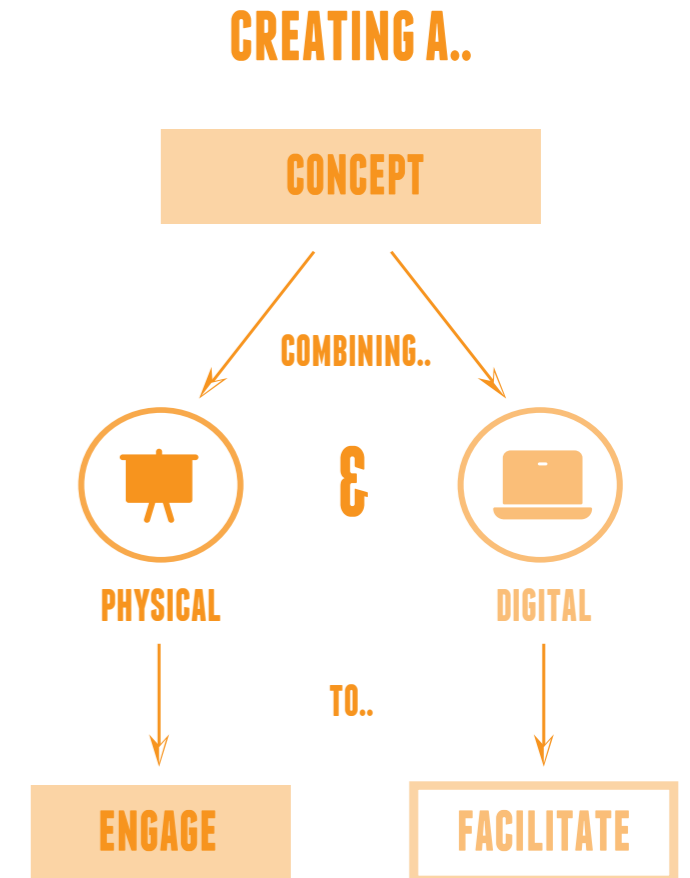 CREATING A..
CONCEPT
COMBINING..
&
PHYSICAL
DIGITAL
TO..
ENGAGE
FACILITATE